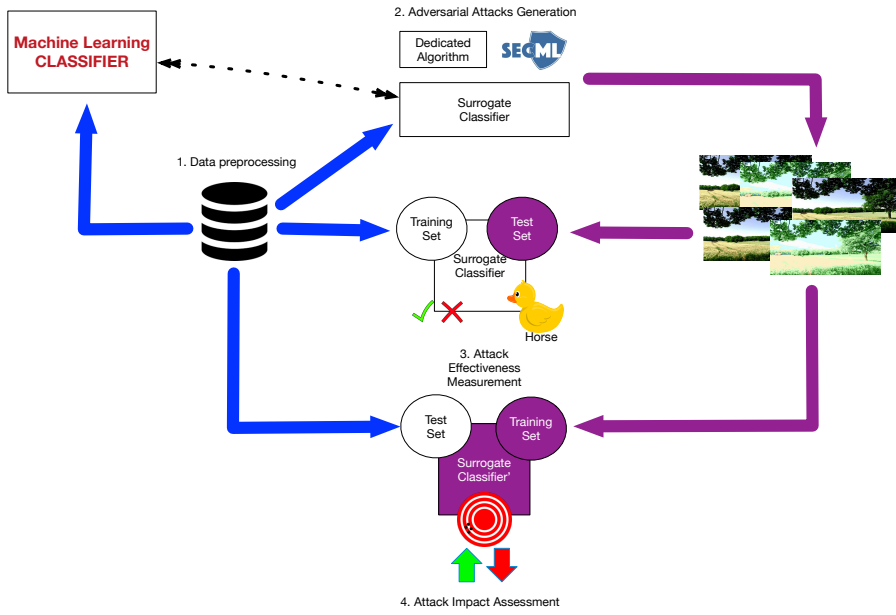 2. Adversarial Attacks Generation
Machine Learning
CLASSIFIER
Dedicated
Algorithm
SECML
Surrogate
Classifier
1. Data preprocessing
Training
Set
Test
Set
Surrogate
Classifier
Horse
3. Attack
Effectiveness
Measurement
Test
Set
Training
Set
Surrogate
Classifier'
4. Attack Impact Assessment